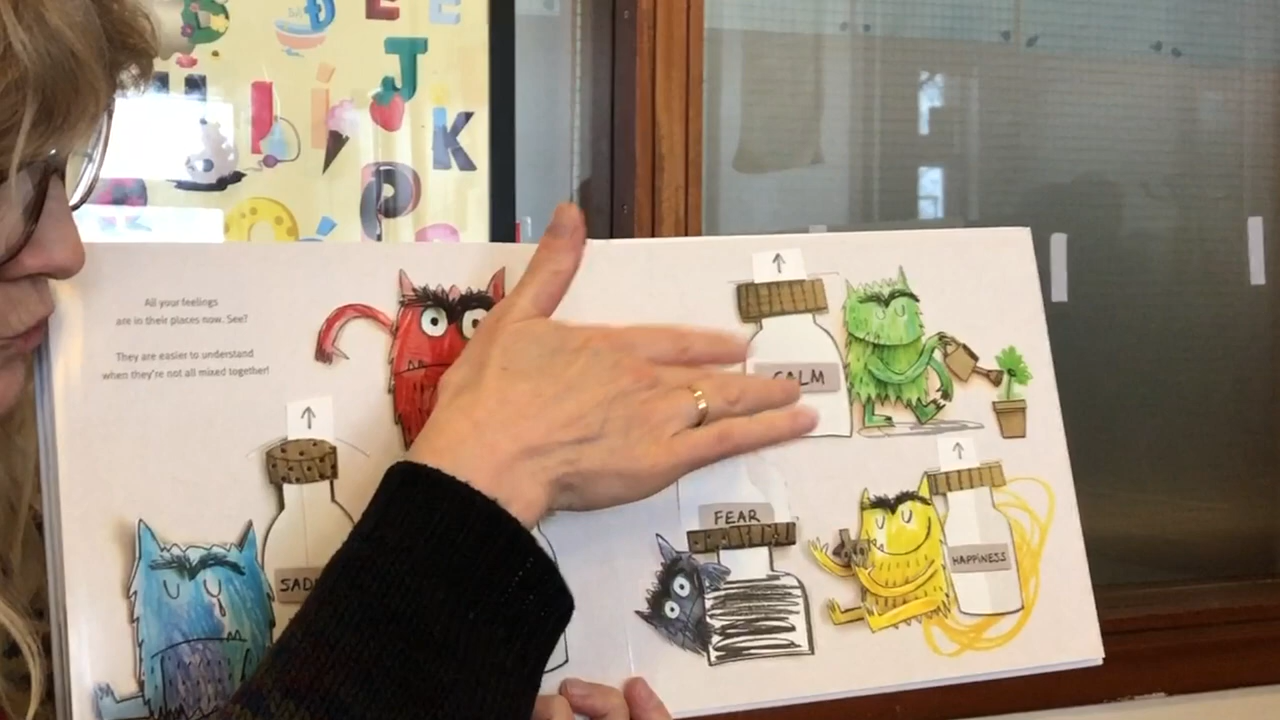 E
J
I
i
K
P
All your feelings
are in their places now. See?
They are easier to understand
when they're not all mixed together!
CALM
FEAR
HAPPINESS